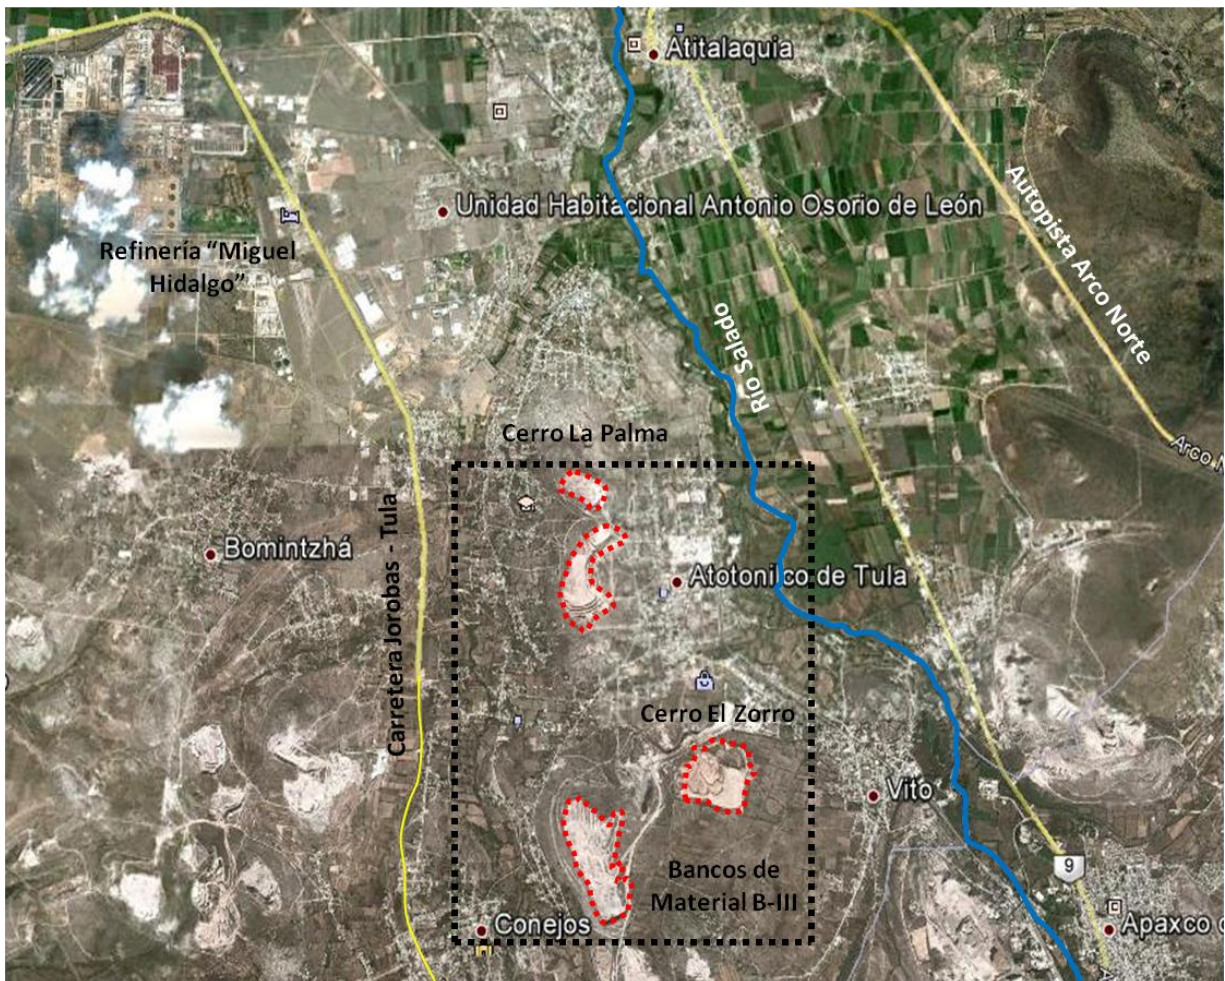 Atitalaquia
Unidad Habitacional Antonio Osorio de León
Autopista Arco Norte
Refinería “Miguel
Hidalgo”
Río Salado
Cerro La Palma
Arco N
Carretera Jorobas - Tula
Bomintzhá
Atotonilco de Tula
Cerro El Zorro
Vito
9
Bancos de
Material B-III
Conejos
Apaxco d
A